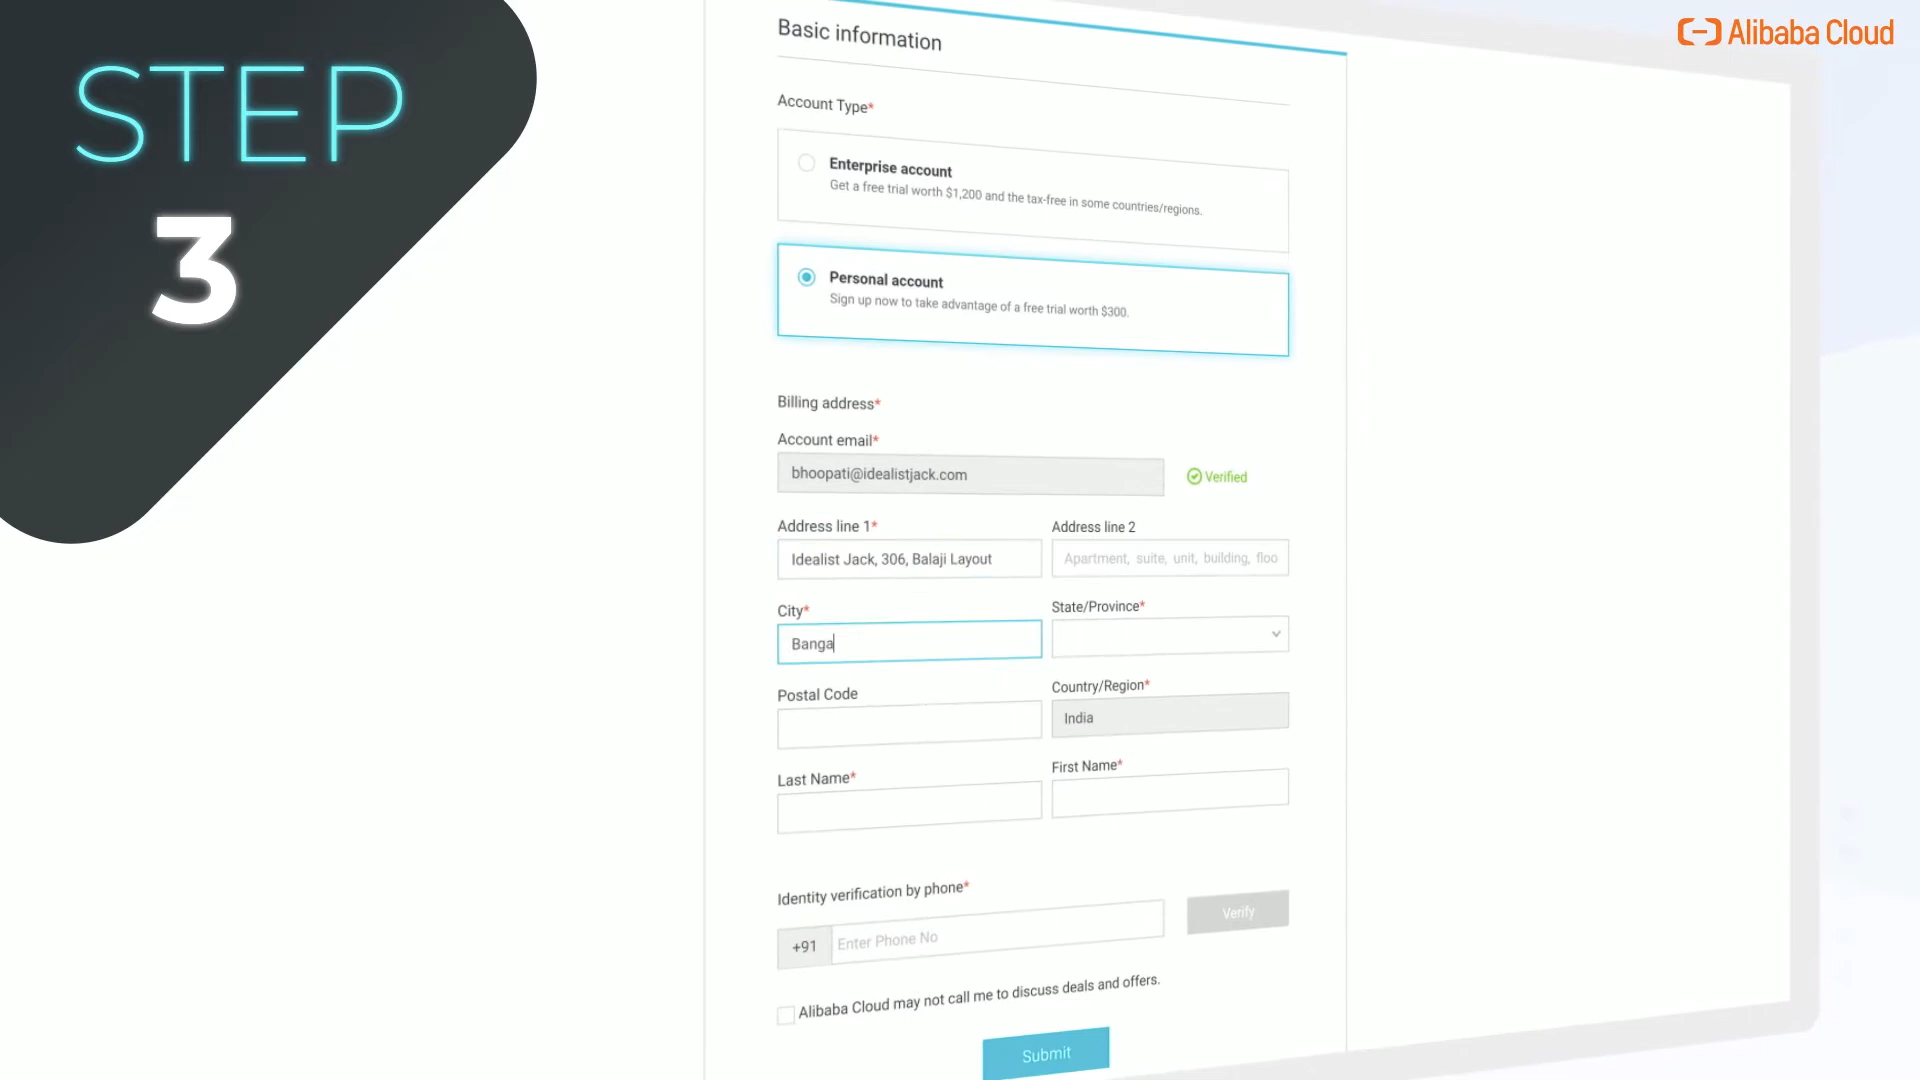 STEP
3
Alibaba Cloud
Basic information
Account Type*
Enterprise account
Get a free trial worth $1,200 and the tax-free in some countries/regions.
Personal account
Sign up now to take advantage of a free trial worth $300.
Billing address*
Account email*
bhoopati@idealistjack.com
Verified
Address line 1*
Address line 2
Idealist Jack, 306, Balaji Layout
Apartment, suite, unit, building, floo
City*
State/Province*
Banga
Postal Code
Country/Region*
India
Last Name*
First Name*
Identity verification by phone*
+91
Enter Phone No
Verify
Alibaba Cloud may not call me to discuss deals and offers.
Submit